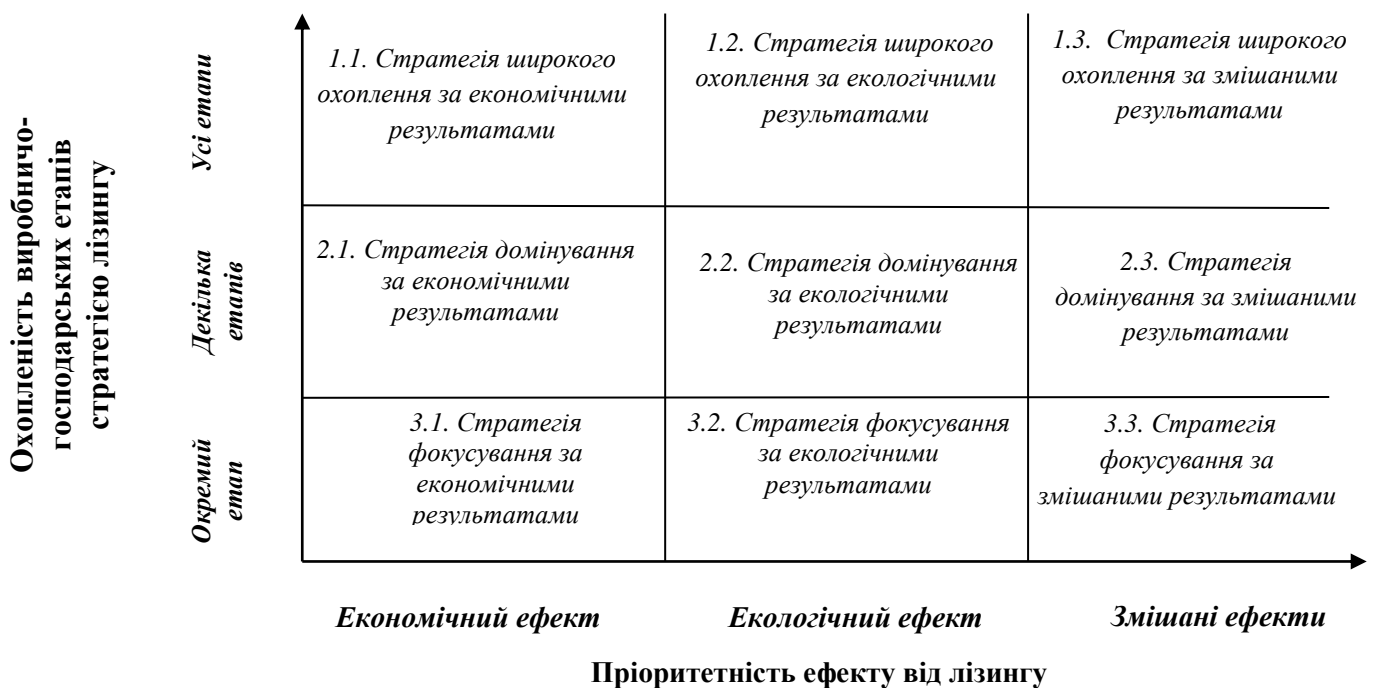 Охопленість виробничо-
господарських етапів
стратегією лізингу
Усі етапи
1.1. Стратегія широкого
охоплення за економічними
результатами
1.2. Стратегія широкого
охоплення за екологічними
результатами
1.3. Стратегія широкого
охоплення за змішаними
результатами
Декілька
етапів
2.1. Стратегія домінування
за економічними
результатами
2.2. Стратегія домінування
за екологічними
результатами
2.3. Стратегія
домінування за змішаними
результатами
Окремий
етап
3.1. Стратегія
фокусування за
економічними
результатами
3.2. Стратегія фокусування
за екологічними
результатами
3.3. Стратегія
фокусування за
змішаними результатами
Економічний ефект
Екологічний ефект
Змішані ефекти
Пріоритетність ефекту від лізингу